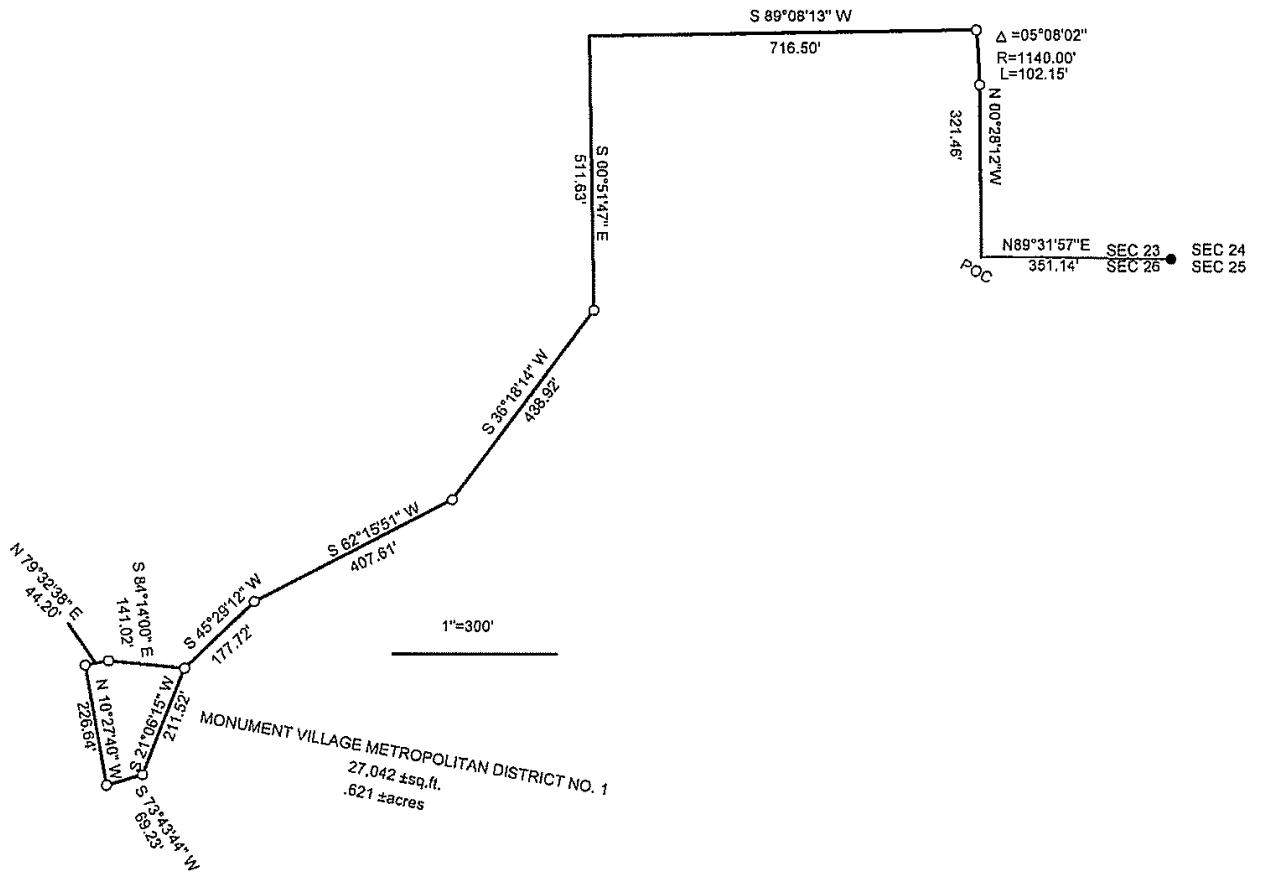 S 89°08'13" W
716.50'
△ =05°08'02"
R=1140.00'
L=102.15'
N 00°28'12"W
321.46'
S 00°51'47" E
511.63'
N89°31'57"E
351.14'
SEC 23
SEC 26
SEC 24
SEC 25
POC
S 36°18'14" W
438.92'
S 62°15'51" W
407.61'
S 45°29'12" W
177.72'
N 79°32'38" E
44.20'
S 84°14'00" E
141.02'
1"=300'
N 10°27'40" W
226.64'
S 21°06'15" W
211.52'
S 73°43'44" W
69.23'
MONUMENT VILLAGE METROPOLITAN DISTRICT NO. 1
27,042 ±sq.ft.
.621 ±acres